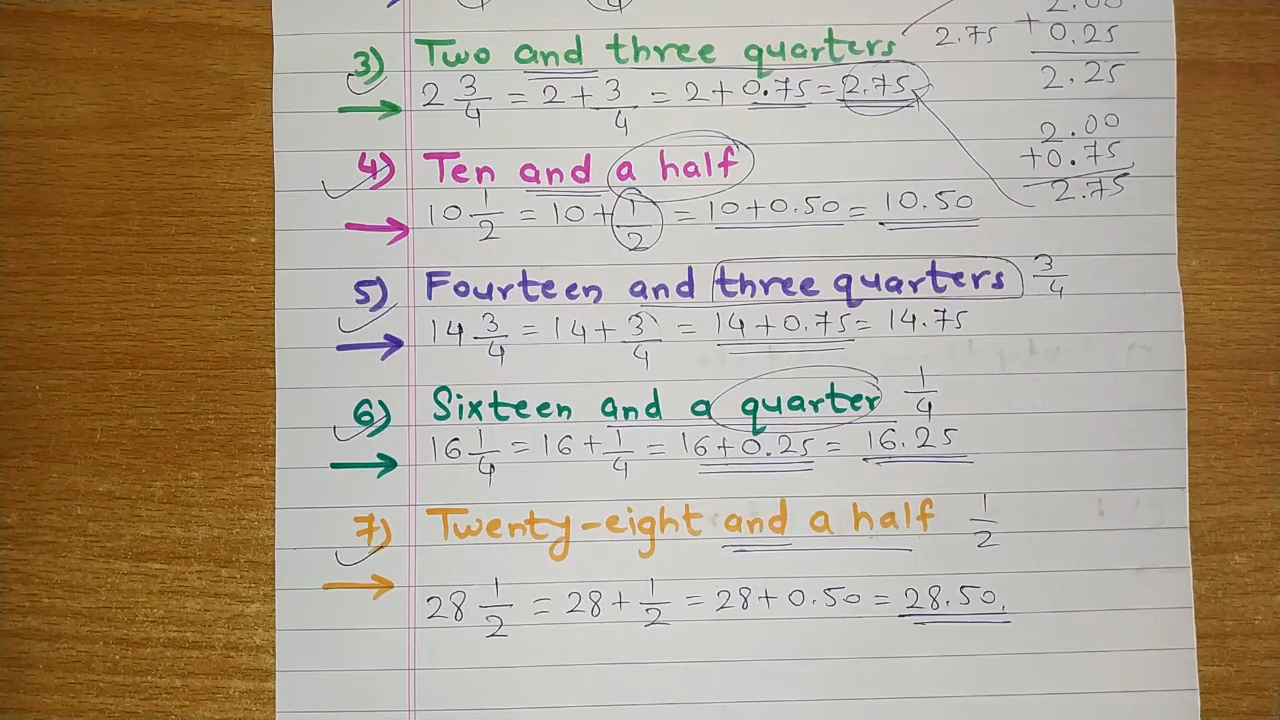 3) Two and three quarters
2 3/4 = 2 + 3/4 = 2 + 0.75 = 2.75
4) Ten and a half
10 1/2 = 10 + 1/2 = 10 + 0.50 = 10.50
5) Fourteen and three quarters 3/4
14 3/4 = 14 + 3/4 = 14 + 0.75 = 14.75
6) Sixteen and a quarter 1/4
16 1/4 = 16 + 1/4 = 16 + 0.25 = 16.25
7) Twenty-eight and a half 1/2
28 1/2 = 28 + 1/2 = 28 + 0.50 = 28.50.
2.75
2.00
+ 0.25
2.25
2.00
+0.75
2.75